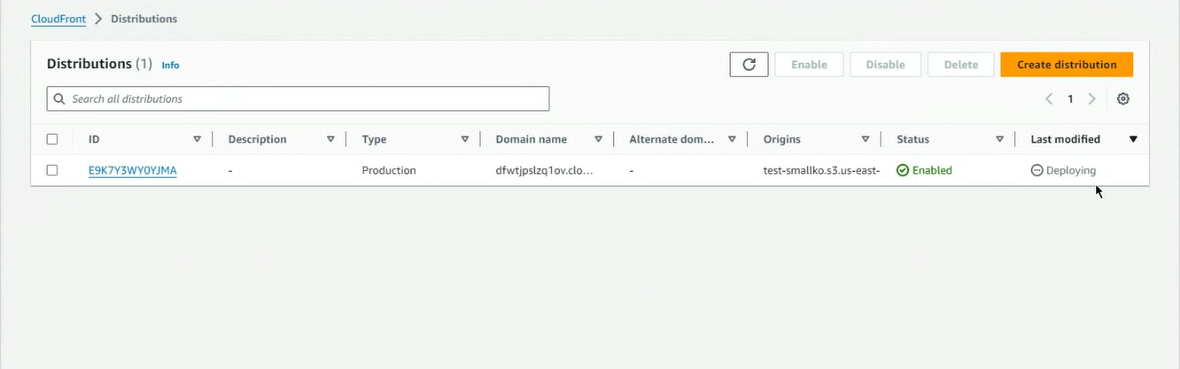 CloudFront > Distributions
Distributions (1) Info
Enable Disable Delete Create distribution
Search all distributions
1
ID Description Type Domain name Alternate dom... Origins Status Last modified
E9K7Y3WY0YJMA - Production dfwtjpslzq1ov.clo... - test-smallko.s3.us-east- Enabled Deploying